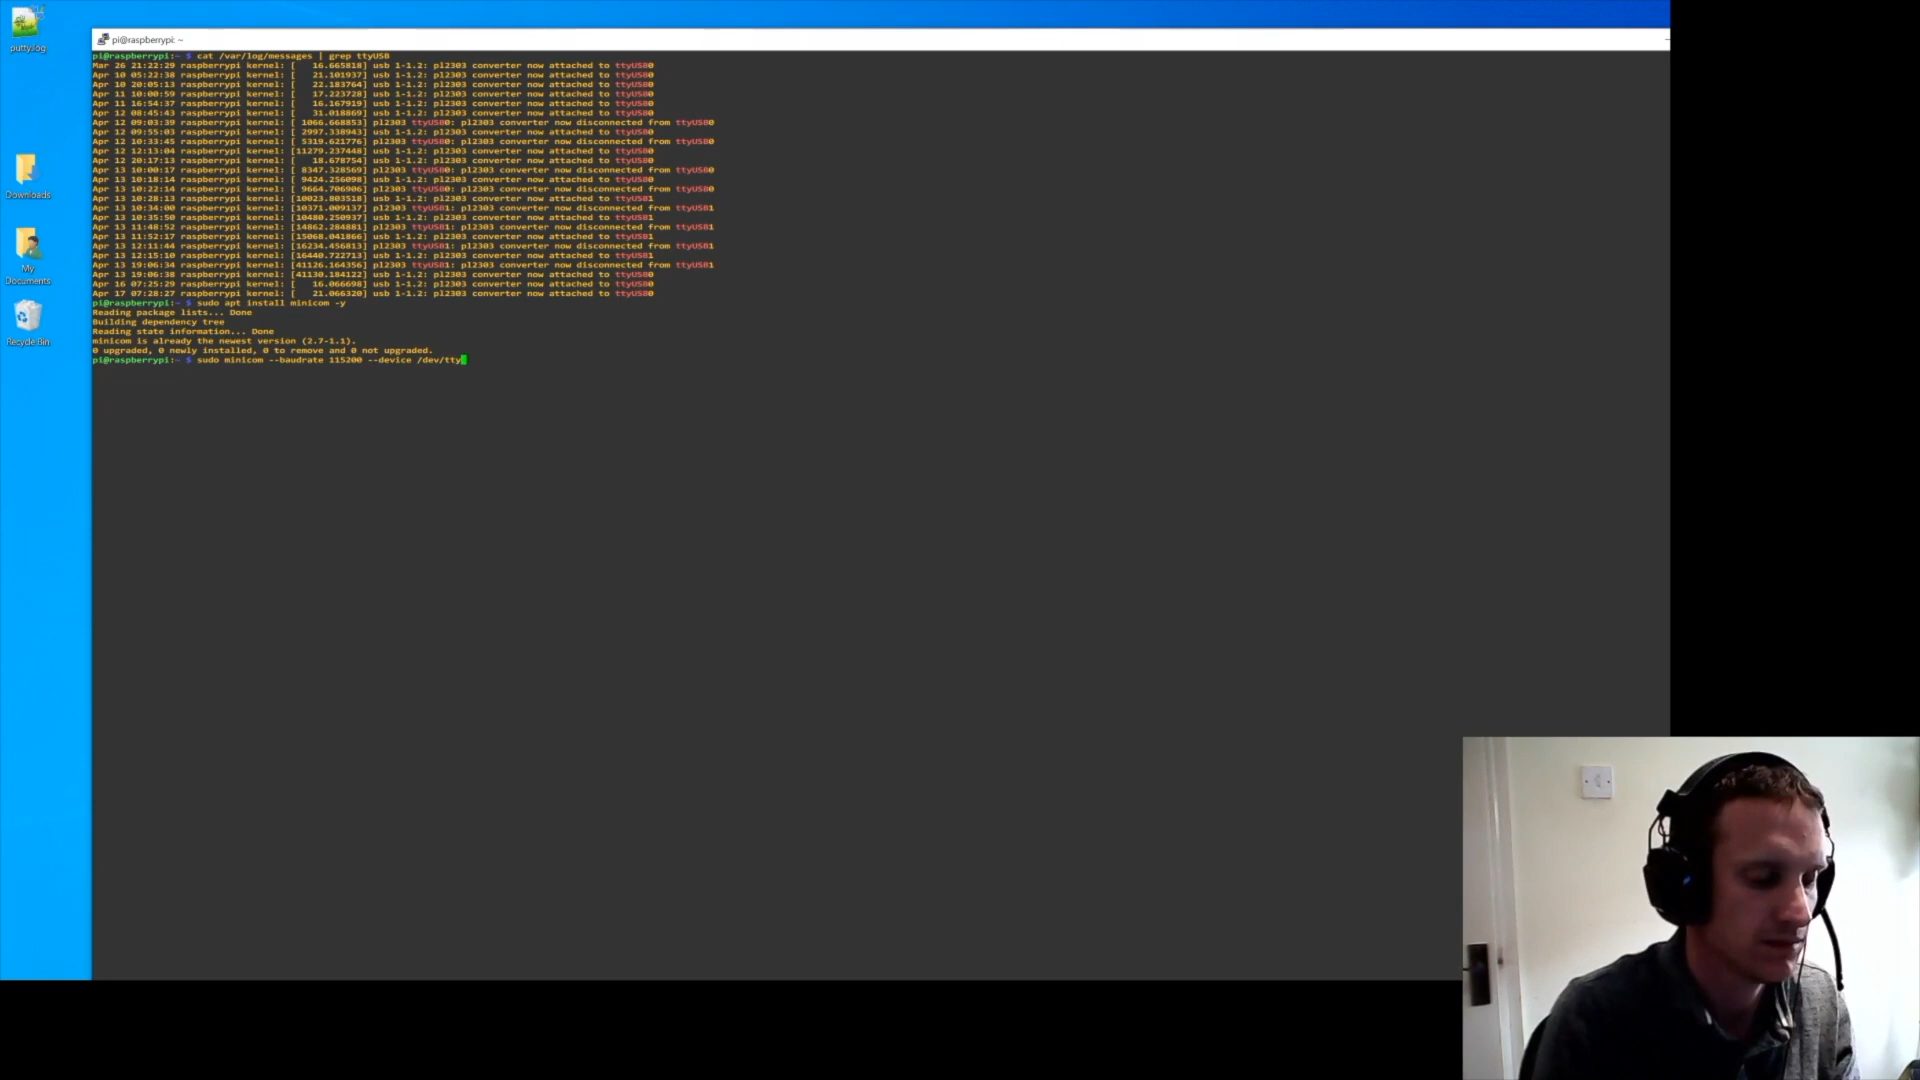 putty.log
Downloads
My
Documents
Recycle Bin
pi@raspberrypi: ~
pi@raspberrypi:~ $ cat /var/log/messages | grep ttyUSB
Mar 26 21:22:29 raspberrypi kernel: [   16.665818] usb 1-1.2: pl2303 converter now attached to ttyUSB0
Apr 10 05:22:38 raspberrypi kernel: [   21.101937] usb 1-1.2: pl2303 converter now attached to ttyUSB0
Apr 10 20:05:13 raspberrypi kernel: [   22.183764] usb 1-1.2: pl2303 converter now attached to ttyUSB0
Apr 11 10:00:59 raspberrypi kernel: [   17.223728] usb 1-1.2: pl2303 converter now attached to ttyUSB0
Apr 11 16:54:37 raspberrypi kernel: [   16.167919] usb 1-1.2: pl2303 converter now attached to ttyUSB0
Apr 12 08:45:43 raspberrypi kernel: [   31.018869] usb 1-1.2: pl2303 converter now attached to ttyUSB0
Apr 12 09:03:39 raspberrypi kernel: [ 1066.668853] pl2303 ttyUSB0: pl2303 converter now disconnected from ttyUSB0
Apr 12 09:55:03 raspberrypi kernel: [ 2997.338943] usb 1-1.2: pl2303 converter now attached to ttyUSB0
Apr 12 10:33:45 raspberrypi kernel: [ 5319.621776] pl2303 ttyUSB0: pl2303 converter now disconnected from ttyUSB0
Apr 12 12:13:04 raspberrypi kernel: [11279.237448] usb 1-1.2: pl2303 converter now attached to ttyUSB0
Apr 12 20:17:13 raspberrypi kernel: [   18.678754] usb 1-1.2: pl2303 converter now attached to ttyUSB0
Apr 13 10:00:17 raspberrypi kernel: [ 8347.328569] pl2303 ttyUSB0: pl2303 converter now disconnected from ttyUSB0
Apr 13 10:18:14 raspberrypi kernel: [ 9424.256098] usb 1-1.2: pl2303 converter now attached to ttyUSB0
Apr 13 10:22:14 raspberrypi kernel: [ 9664.706906] pl2303 ttyUSB0: pl2303 converter now disconnected from ttyUSB0
Apr 13 10:28:13 raspberrypi kernel: [10023.803518] usb 1-1.2: pl2303 converter now attached to ttyUSB1
Apr 13 10:34:00 raspberrypi kernel: [10371.009137] pl2303 ttyUSB1: pl2303 converter now disconnected from ttyUSB1
Apr 13 10:35:50 raspberrypi kernel: [10480.250937] usb 1-1.2: pl2303 converter now attached to ttyUSB1
Apr 13 11:48:52 raspberrypi kernel: [14862.284881] pl2303 ttyUSB1: pl2303 converter now disconnected from ttyUSB1
Apr 13 11:52:17 raspberrypi kernel: [15068.041866] usb 1-1.2: pl2303 converter now attached to ttyUSB1
Apr 13 12:11:44 raspberrypi kernel: [16234.456813] pl2303 ttyUSB1: pl2303 converter now disconnected from ttyUSB1
Apr 13 12:15:10 raspberrypi kernel: [16440.722713] usb 1-1.2: pl2303 converter now attached to ttyUSB1
Apr 13 19:06:34 raspberrypi kernel: [41126.164356] pl2303 ttyUSB1: pl2303 converter now disconnected from ttyUSB1
Apr 13 19:06:38 raspberrypi kernel: [41130.184122] usb 1-1.2: pl2303 converter now attached to ttyUSB0
Apr 16 07:25:29 raspberrypi kernel: [   16.066698] usb 1-1.2: pl2303 converter now attached to ttyUSB0
Apr 17 07:28:27 raspberrypi kernel: [   21.066320] usb 1-1.2: pl2303 converter now attached to ttyUSB0
pi@raspberrypi:~ $ sudo apt install minicom -y
Reading package lists... Done
Building dependency tree
Reading state information... Done
minicom is already the newest version (2.7-1.1).
0 upgraded, 0 newly installed, 0 to remove and 0 not upgraded.
pi@raspberrypi:~ $ sudo minicom --baudrate 115200 --device /dev/tty